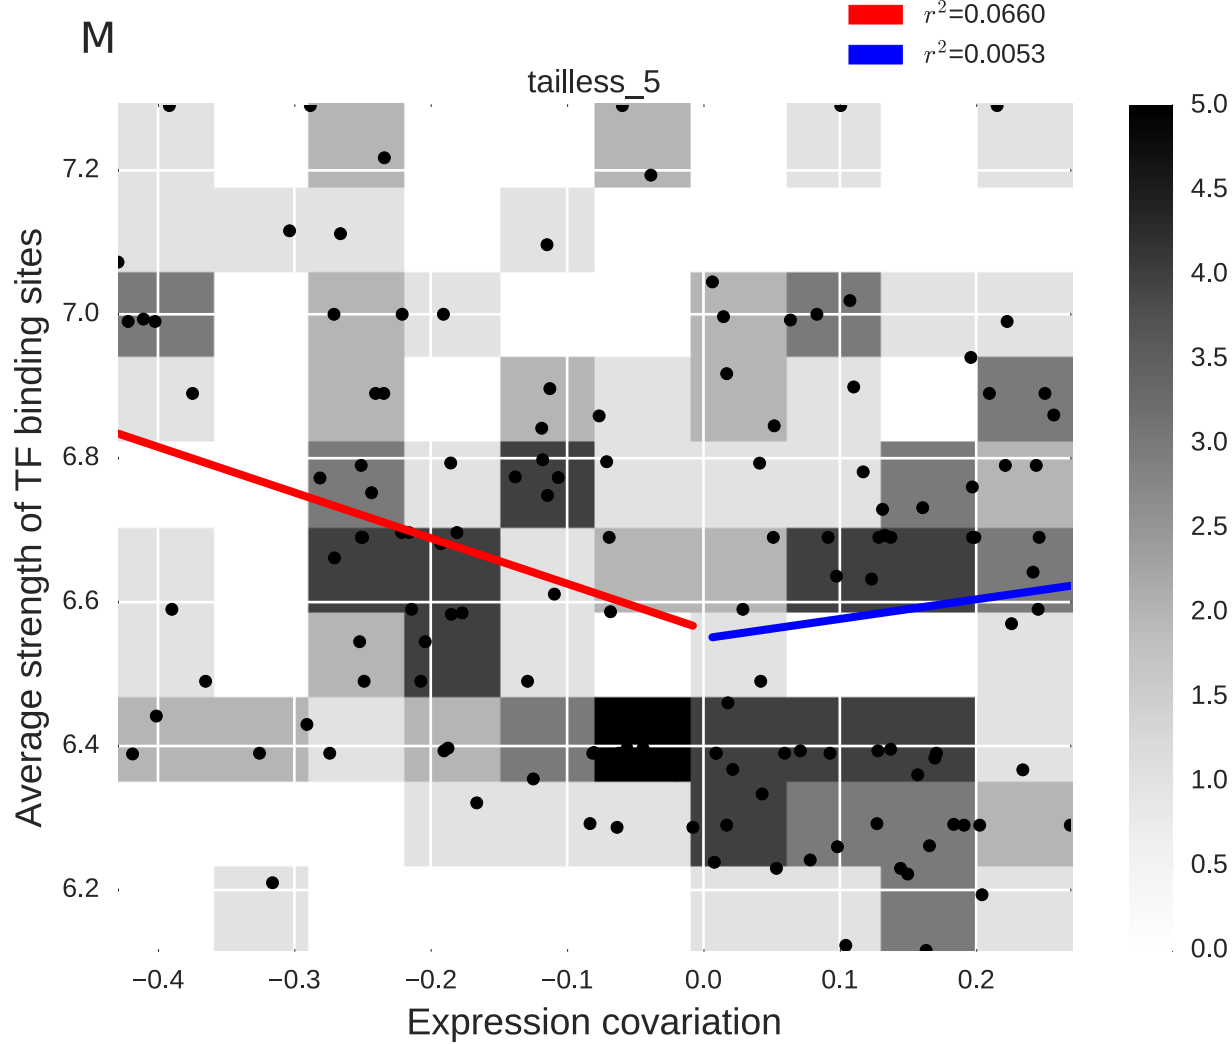 M
r²=0.0660
r²=0.0053
tailless_5
Average strength of TF binding sites
7.2
7.0
6.8
6.6
6.4
6.2
−0.4 −0.3 −0.2 −0.1 0.0 0.1 0.2
Expression covariation
5.0
4.5
4.0
3.5
3.0
2.5
2.0
1.5
1.0
0.5
0.0